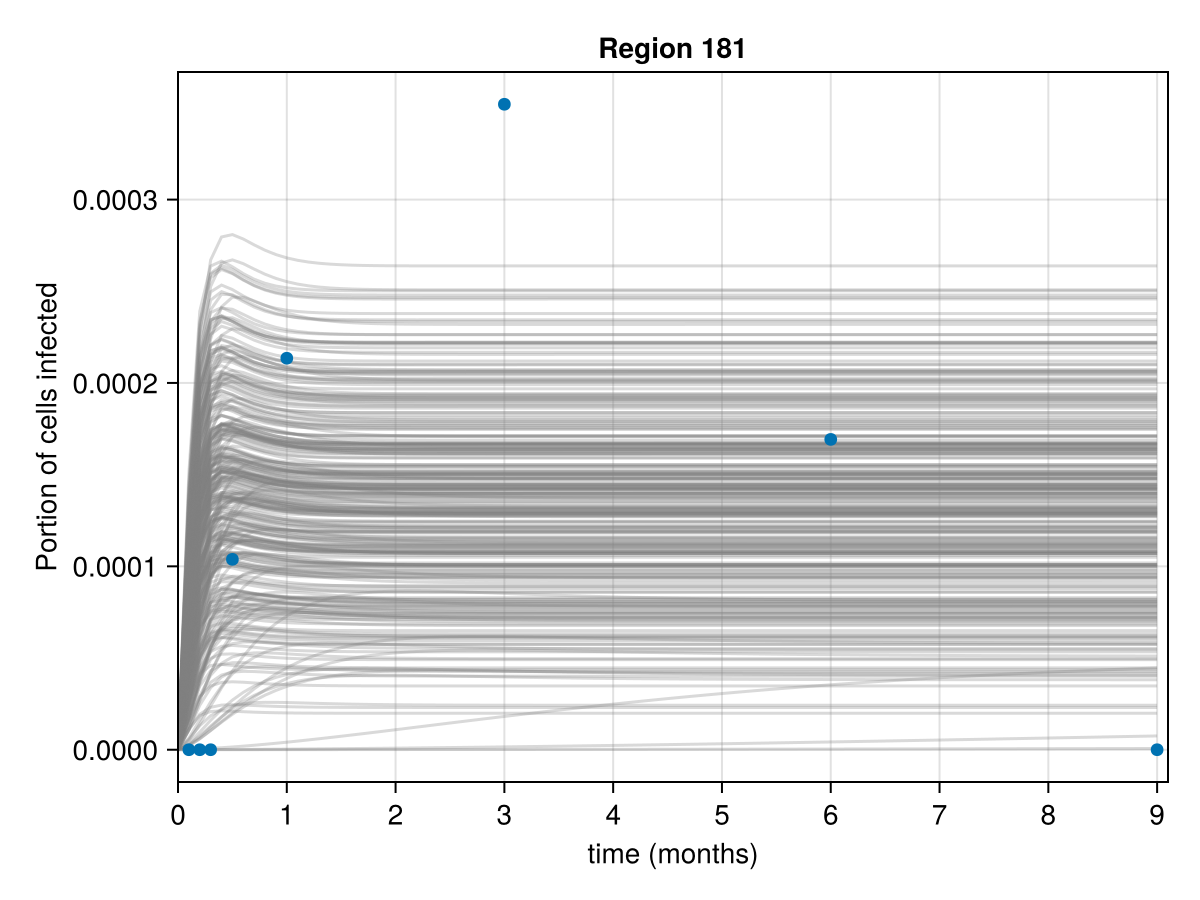 Region 181
Portion of cells infected
0.0003
0.0002
0.0001
0.0000
0 1 2 3 4 5 6 7 8 9
time (months)